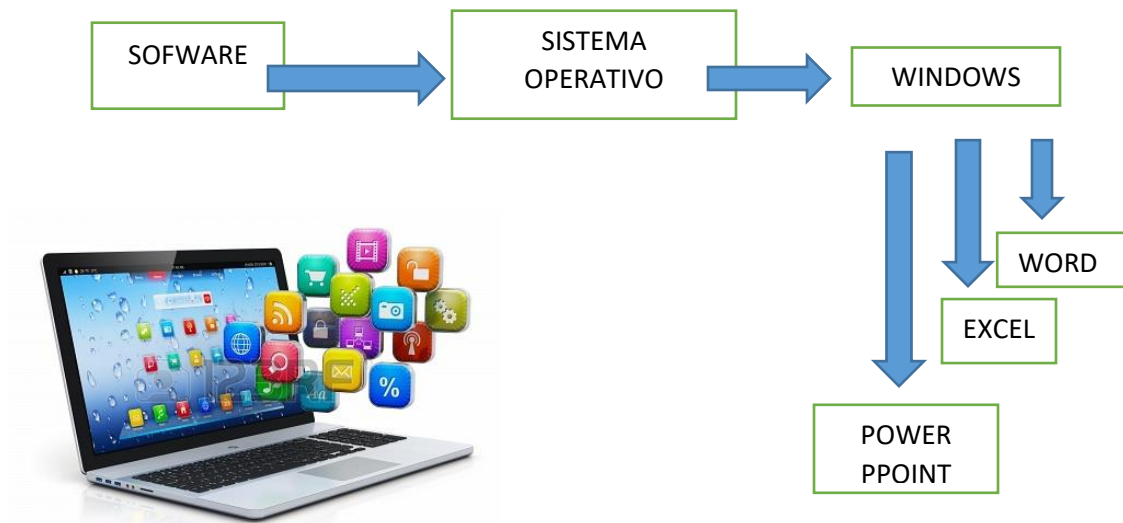 SOFWARE
SISTEMA
OPERATIVO
WINDOWS
WORD
EXCEL
POWER
PPOINT
%